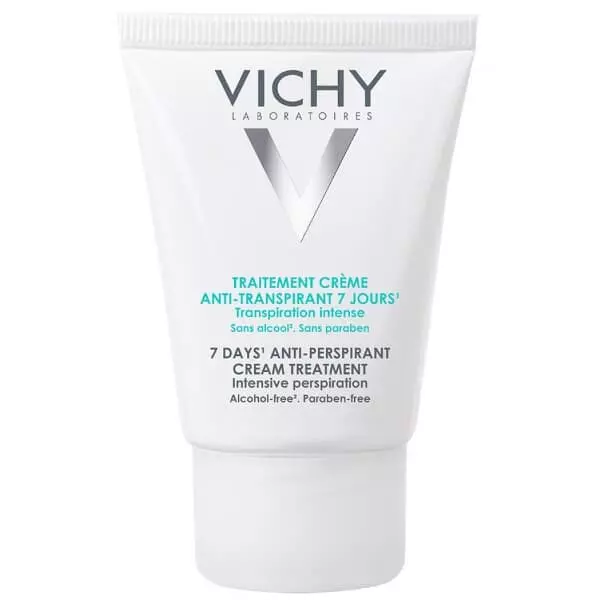 VICHY
LABORATOIRES
TRAITEMENT CRÈME
ANTI-TRANSPIRANT 7 JOURS¹
Transpiration intense
Sans alcool². Sans paraben
7 DAYS¹ ANTI-PERSPIRANT
CREAM TREATMENT
Intensive perspiration
Alcohol-free². Paraben-free